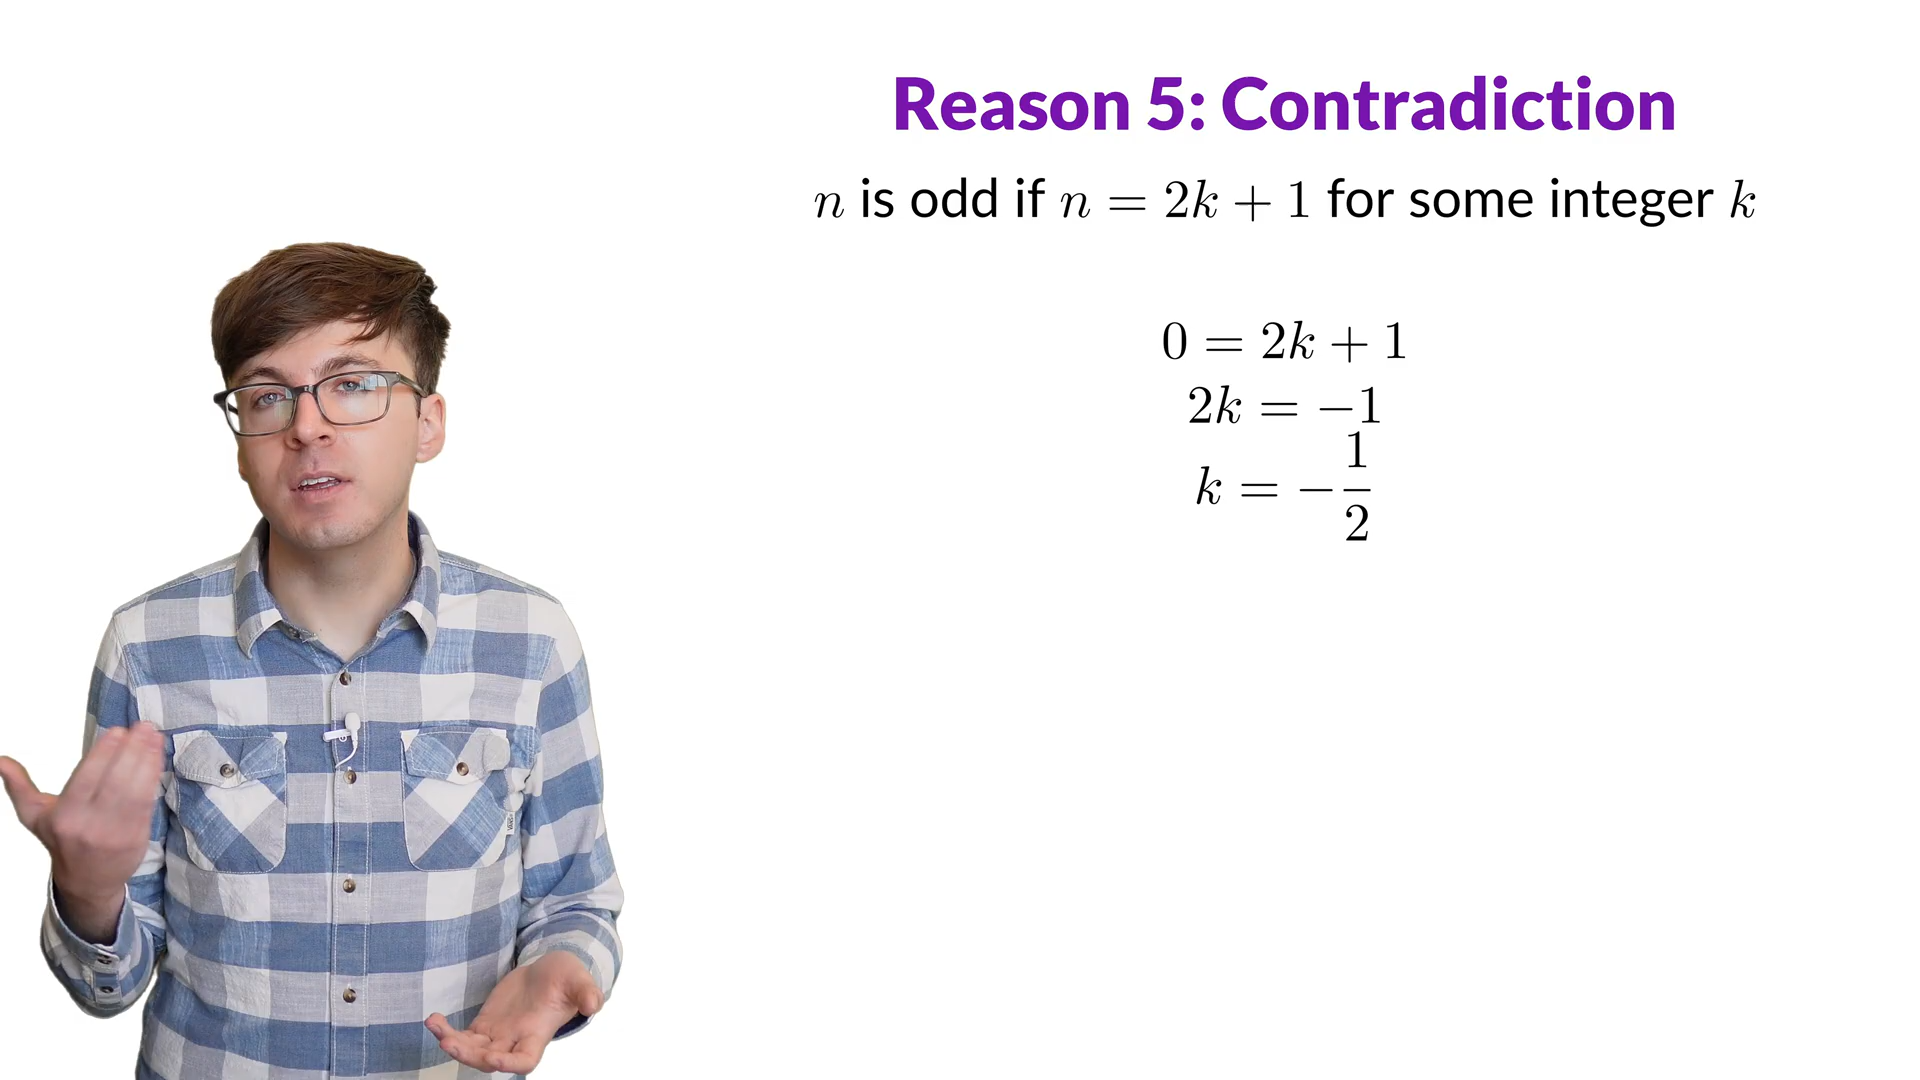 Reason 5: Contradiction
n is odd if n = 2k + 1 for some integer k
0 = 2k + 1
2k = −1
k = −1/2